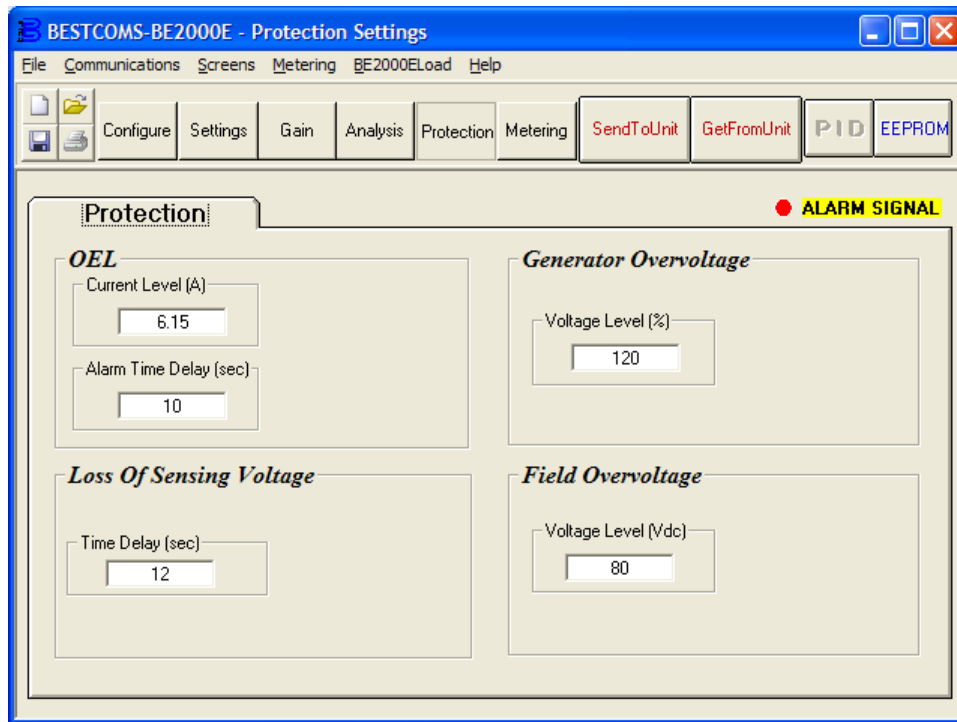 BESTCOMS-BE2000E - Protection Settings
File Communications Screens Metering BE2000ELoad Help
Configure Settings Gain Analysis Protection Metering SendToUnit GetFromUnit PID EEPROM
Protection
ALARM SIGNAL
OEL
Current Level (A)
6.15
Alarm Time Delay (sec)
10
Generator Overvoltage
Voltage Level (%)
120
Loss Of Sensing Voltage
Time Delay (sec)
12
Field Overvoltage
Voltage Level (Vdc)
80